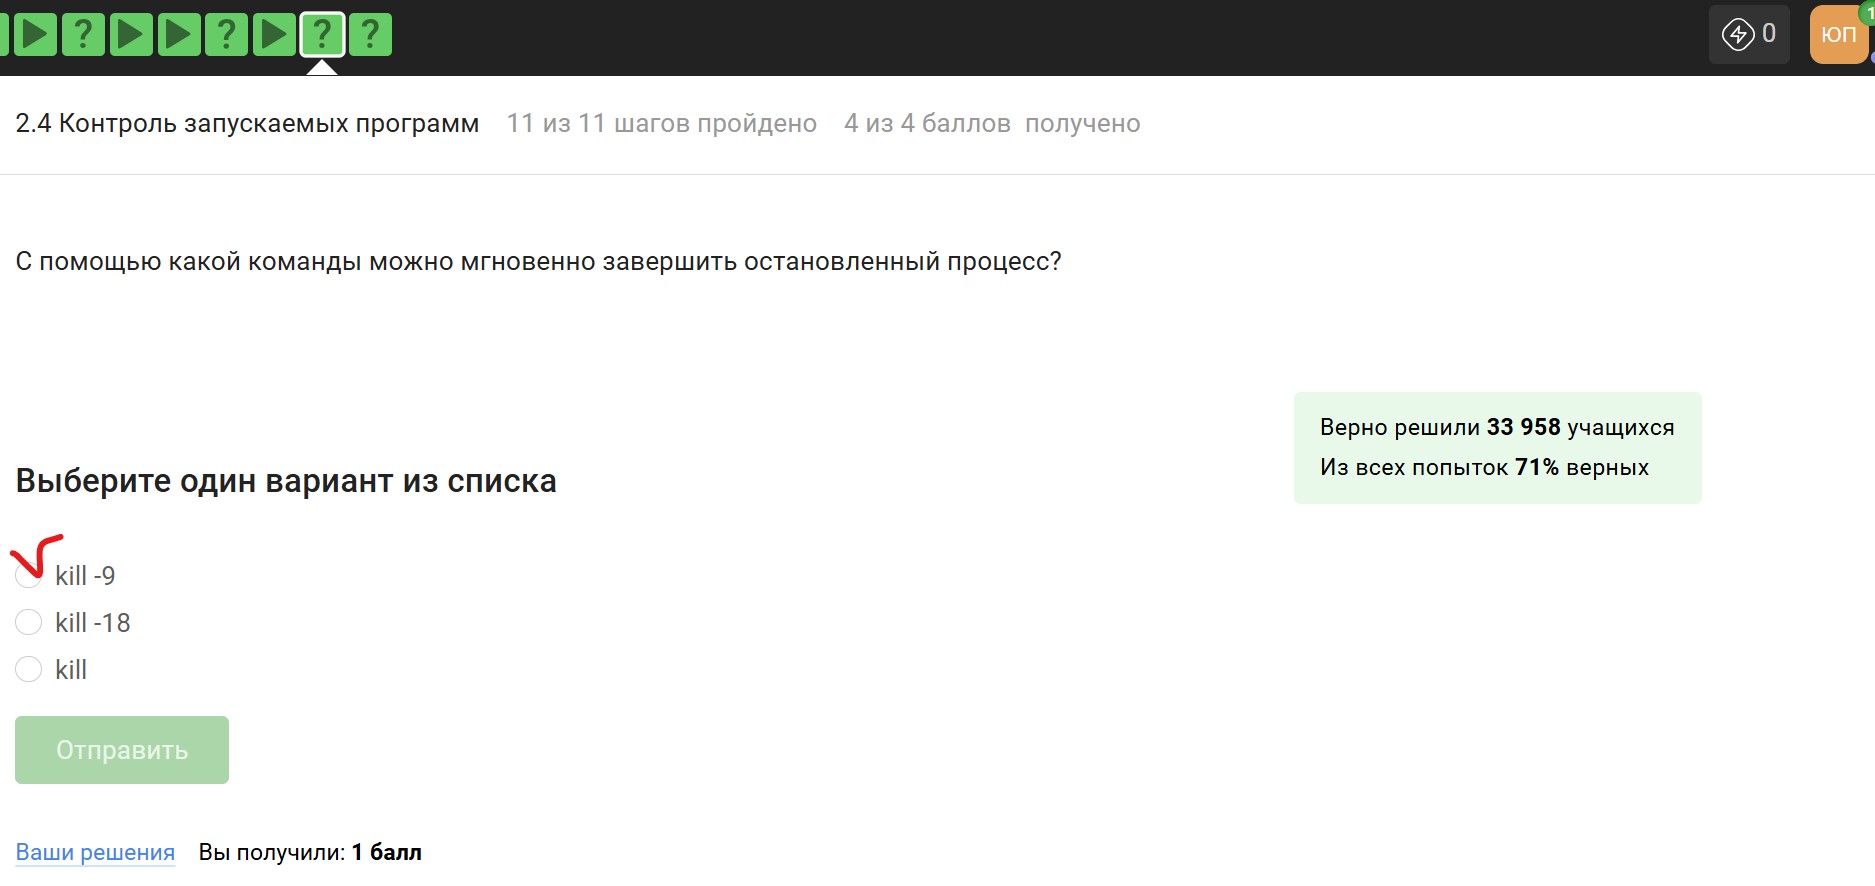 ? ? ? ?
0
ЮП
1
2.4 Контроль запускаемых программ 11 из 11 шагов пройдено 4 из 4 баллов получено
С помощью какой команды можно мгновенно завершить остановленный процесс?
Верно решили 33 958 учащихся
Из всех попыток 71% верных
Выберите один вариант из списка
kill -9
kill -18
kill
Отправить
Ваши решения Вы получили: 1 балл